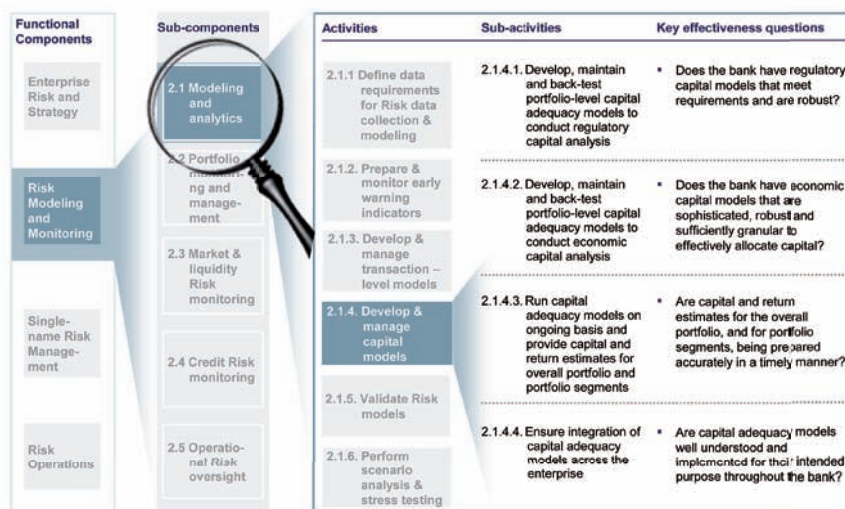 Functional
Components
Enterprise
Risk and
Strategy
Risk
Modeling
and
Monitoring
Single-
name Risk
Manage-
ment
Risk
Operations
Sub-components
2.1 Modeling
and
analytics
2.2 Portfolio
monitori-
ng and
manage-
ment
2.3 Market &
liquidity
Risk
monitoring
2.4 Credit Risk
monitoring
2.5 Operatio-
nal Risk
oversight
Activities
2.1.1 Define data
requirements
for Risk data
collection &
modeling
2.1.2. Prepare &
monitor early
warning
indicators
2.1.3. Develop &
manage
transaction –
level models
2.1.4. Develop &
manage
capital
models
2.1.5. Validate Risk
models
2.1.6. Perform
scenario
analysis &
stress testing
Sub-activities
2.1.4.1. Develop, maintain
and back-test
portfolio-level capital
adequacy models to
conduct regulatory
capital analysis
2.1.4.2. Develop, maintain
and back-test
portfolio-level capital
adequacy models to
conduct economic
capital analysis
2.1.4.3. Run capital
adequacy models on
ongoing basis and
provide capital and
return estimates for
overall portfolio and
portfolio segments
2.1.4.4. Ensure integration of
capital adequacy
models across the
enterprise
Key effectiveness questions
▪ Does the bank have regulatory
capital models that meet
requirements and are robust?
▪ Does the bank have economic
capital models that are
sophisticated, robust and
sufficiently granular to
effectively allocate capital?
▪ Are capital and return
estimates for the overall
portfolio, and for portfolio
segments, being prepared
accurately in a timely manner?
▪ Are capital adequacy models
well understood and
implemented for their intended
purpose throughout the bank?